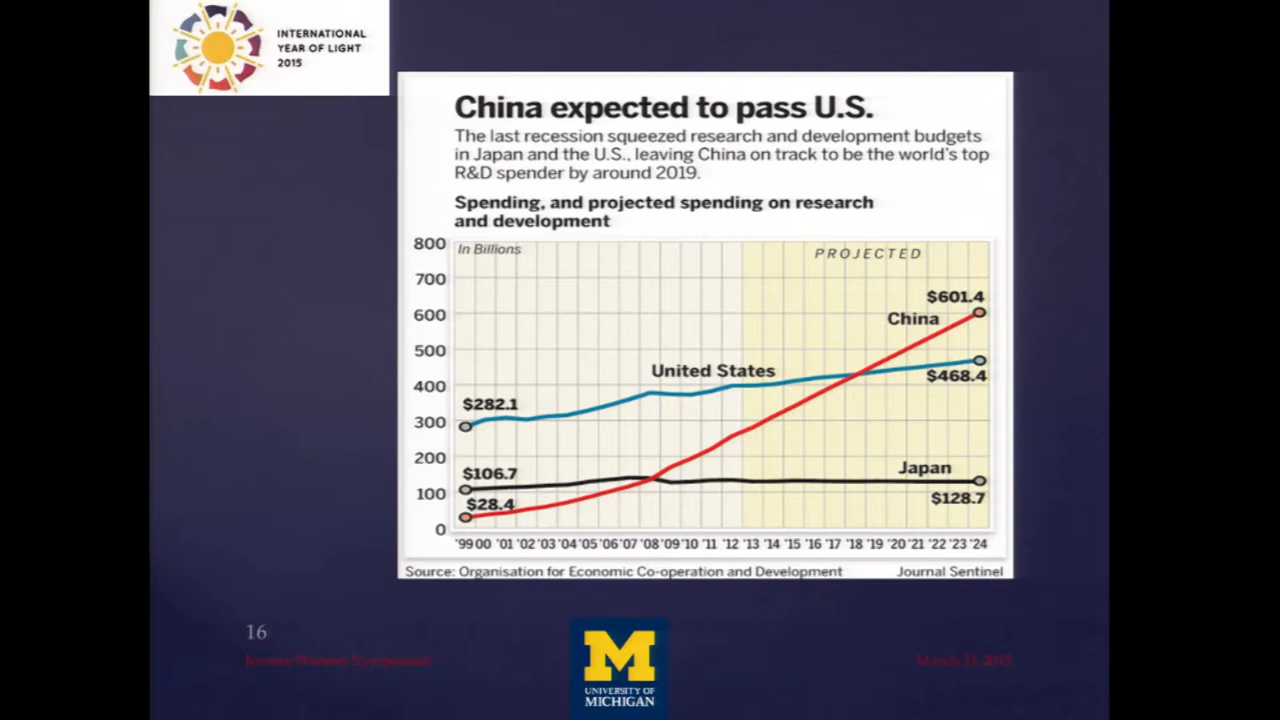 INTERNATIONAL
YEAR OF LIGHT
2015
China expected to pass U.S.
The last recession squeezed research and development budgets
in Japan and the U.S., leaving China on track to be the world's top
R&D spender by around 2019.
Spending, and projected spending on research
and development
In Billions
PROJECTED
800
700
600
500
400
300
200
100
0
$601.4
China
United States
$468.4
$282.1
$106.7
$28.4
Japan
$128.7
'99 00 '01 '02 '03 '04 '05 '06 '07 '08 '09 '10 '11 '12 '13 '14 '15 '16 '17 '18 '19 '20 '21 '22 '23 '24
Source: Organisation for Economic Co-operation and Development Journal Sentinel
16
Symposium March 31, 2015
M
UNIVERSITY OF
MICHIGAN